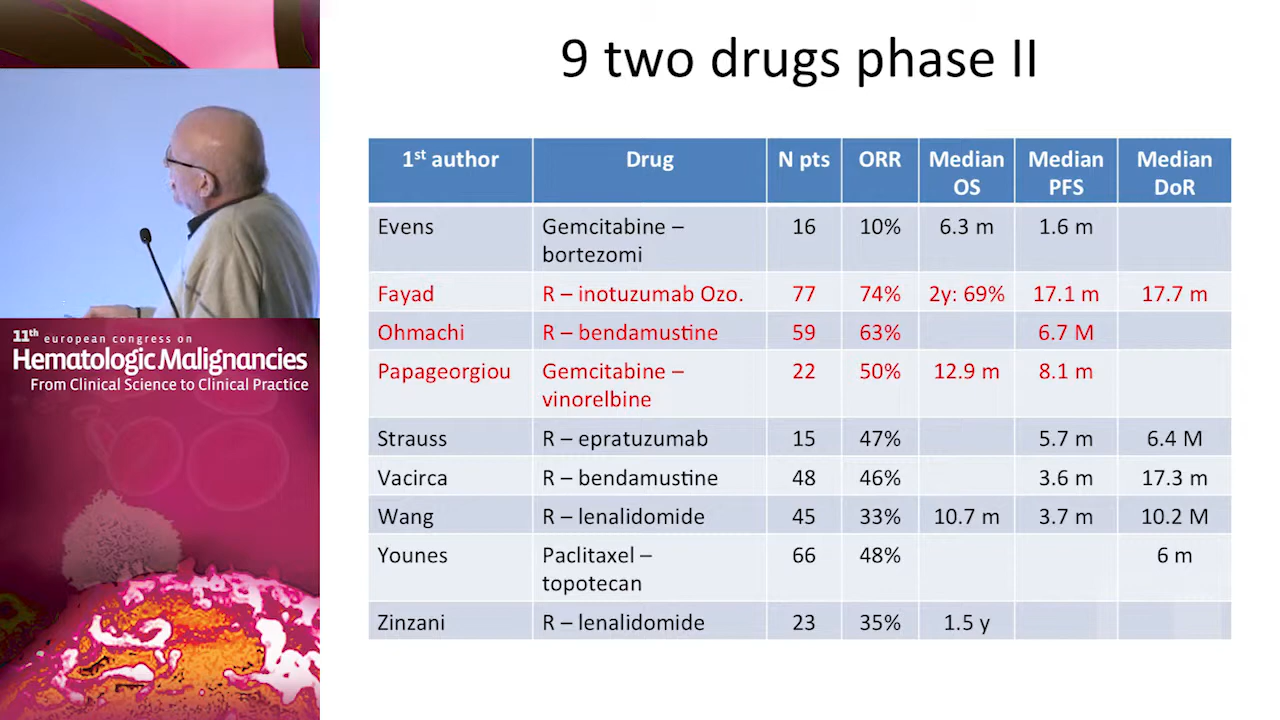 9 two drugs phase II
1st author Drug N pts ORR Median OS Median PFS Median DoR
Evens Gemcitabine – bortezomi 16 10% 6.3 m 1.6 m
Fayad R – inotuzumab Ozo. 77 74% 2y: 69% 17.1 m 17.7 m
Ohmachi R – bendamustine 59 63% 6.7 M
Papageorgiou Gemcitabine – vinorelbine 22 50% 12.9 m 8.1 m
Strauss R – epratuzumab 15 47% 5.7 m 6.4 M
Vacirca R – bendamustine 48 46% 3.6 m 17.3 m
Wang R – lenalidomide 45 33% 10.7 m 3.7 m 10.2 M
Younes Paclitaxel – topotecan 66 48% 6 m
Zinzani R – lenalidomide 23 35% 1.5 y
11th european congress on
Hematologic Malignancies
From Clinical Science to Clinical Practice